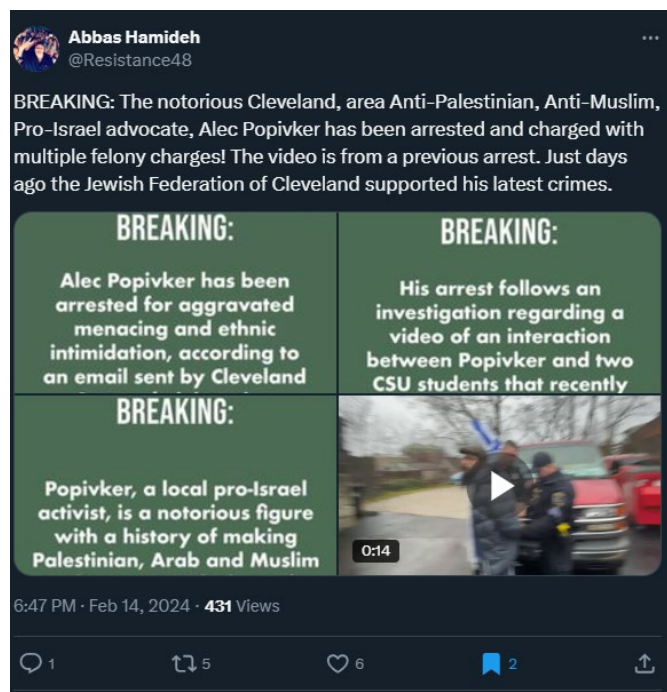 Abbas Hamideh
@Resistance48
BREAKING: The notorious Cleveland, area Anti-Palestinian, Anti-Muslim,
Pro-Israel advocate, Alec Popivker has been arrested and charged with
multiple felony charges! The video is from a previous arrest. Just days
ago the Jewish Federation of Cleveland supported his latest crimes.
BREAKING:
Alec Popivker has been
arrested for aggravated
menacing and ethnic
intimidation, according to
an email sent by Cleveland
BREAKING:
His arrest follows an
investigation regarding a
video of an interaction
between Popivker and two
CSU students that recently
BREAKING:
Popivker, a local pro-Israel
activist, is a notorious figure
with a history of making
Palestinian, Arab and Muslim
0:14
6:47 PM · Feb 14, 2024 · 431 Views
1 5 6 2